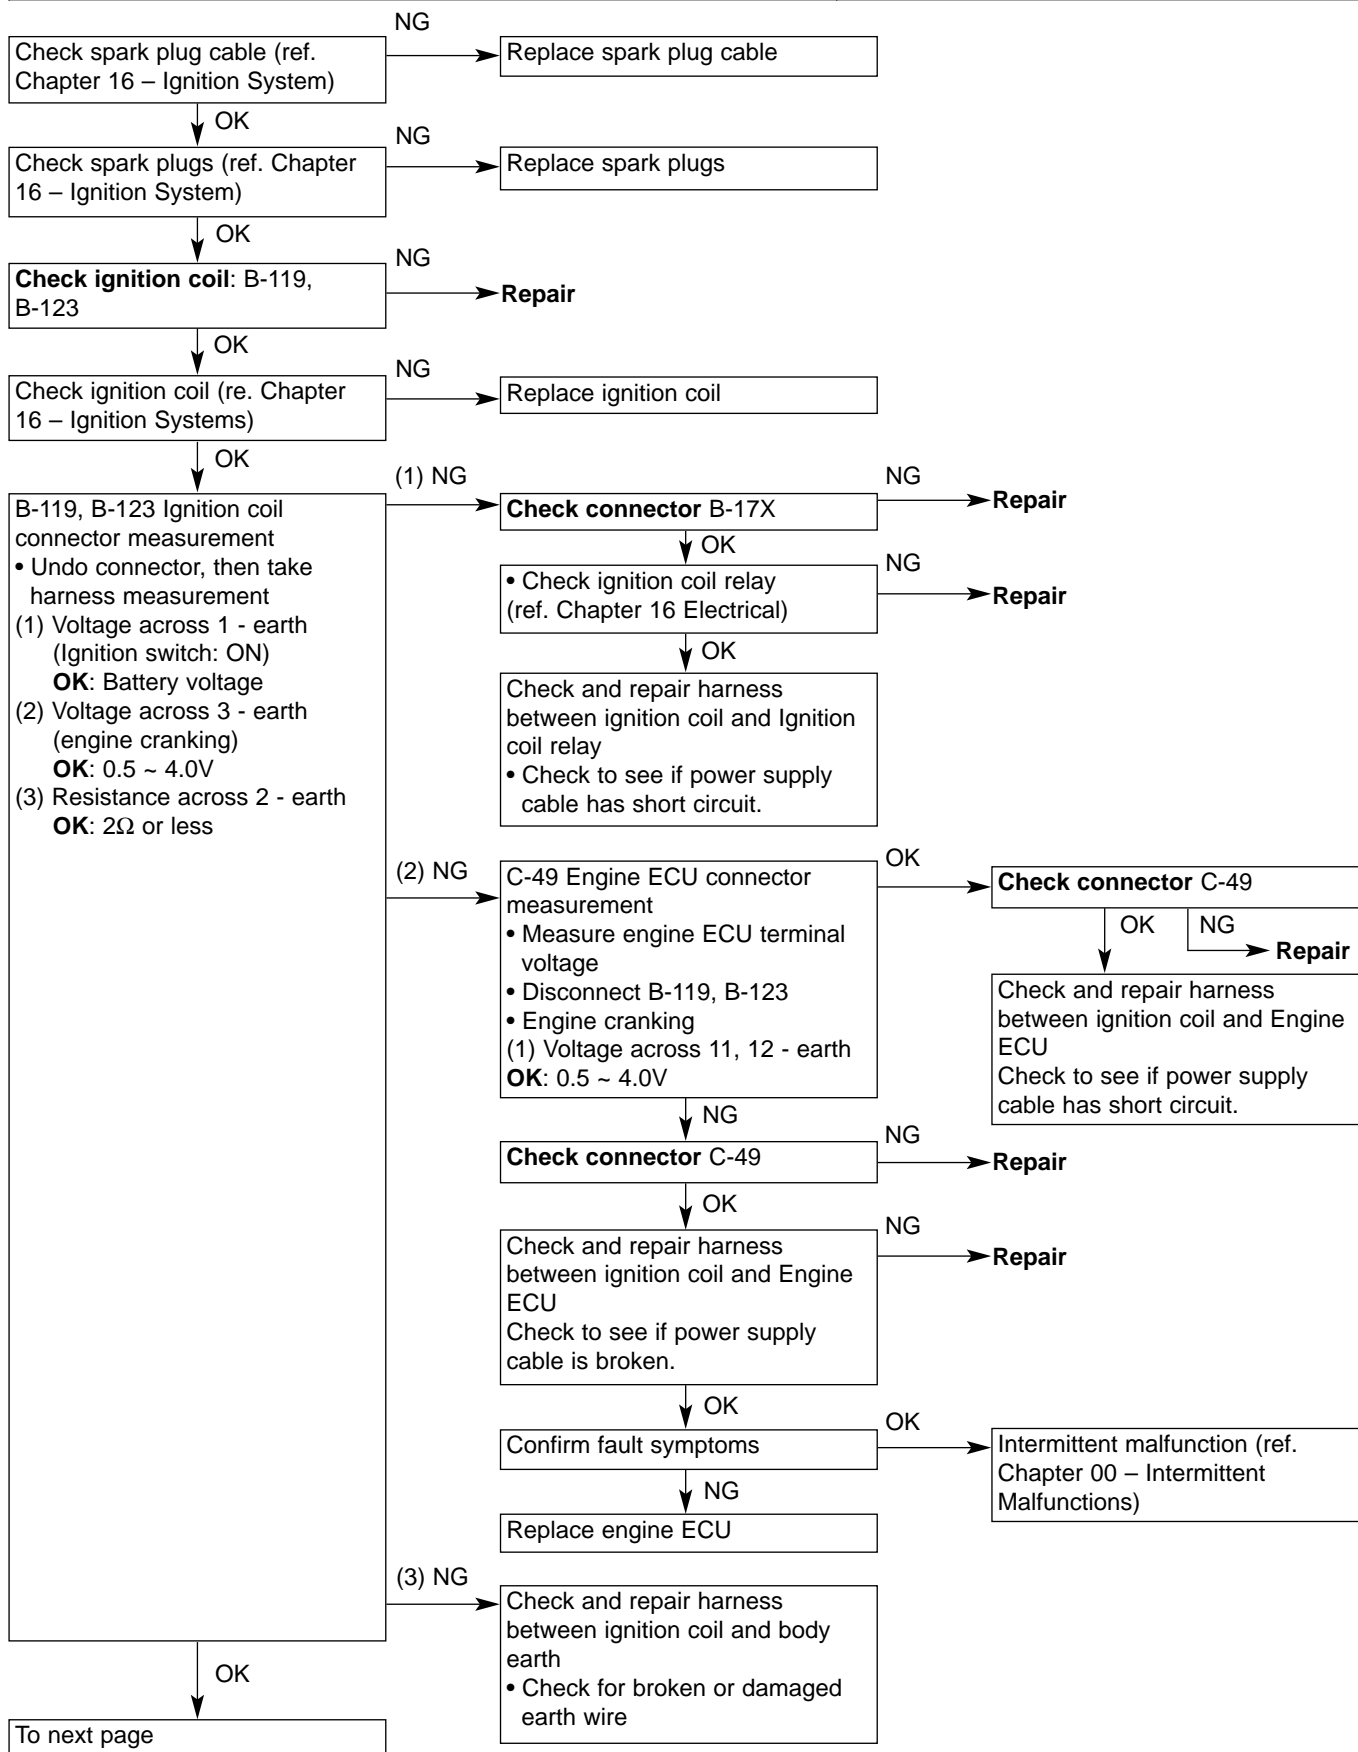 NG
Check spark plug cable (ref.
Chapter 16 – Ignition System)
Replace spark plug cable
OK
NG
Check spark plugs (ref. Chapter
16 – Ignition System)
Replace spark plugs
OK
NG
Check ignition coil: B-119,
B-123
Repair
OK
NG
Check ignition coil (re. Chapter
16 – Ignition Systems)
Replace ignition coil
OK
B-119, B-123 Ignition coil
connector measurement
• Undo connector, then take
harness measurement
(1) Voltage across 1 - earth
(Ignition switch: ON)
OK: Battery voltage
(2) Voltage across 3 - earth
(engine cranking)
OK: 0.5 ~ 4.0V
(3) Resistance across 2 - earth
OK: 2Ω or less
(1) NG
Check connector B-17X
NG
Repair
OK
• Check ignition coil relay
(ref. Chapter 16 Electrical)
NG
Repair
OK
Check and repair harness
between ignition coil and Ignition
coil relay
• Check to see if power supply
cable has short circuit.
(2) NG
C-49 Engine ECU connector
measurement
• Measure engine ECU terminal
voltage
• Disconnect B-119, B-123
• Engine cranking
(1) Voltage across 11, 12 - earth
OK: 0.5 ~ 4.0V
OK
Check connector C-49
OK
NG
Repair
Check and repair harness
between ignition coil and Engine
ECU
Check to see if power supply
cable has short circuit.
NG
Check connector C-49
NG
Repair
OK
Check and repair harness
between ignition coil and Engine
ECU
Check to see if power supply
cable is broken.
NG
Repair
OK
Confirm fault symptoms
OK
Intermittent malfunction (ref.
Chapter 00 – Intermittent
Malfunctions)
NG
Replace engine ECU
(3) NG
Check and repair harness
between ignition coil and body
earth
• Check for broken or damaged
earth wire
OK
To next page